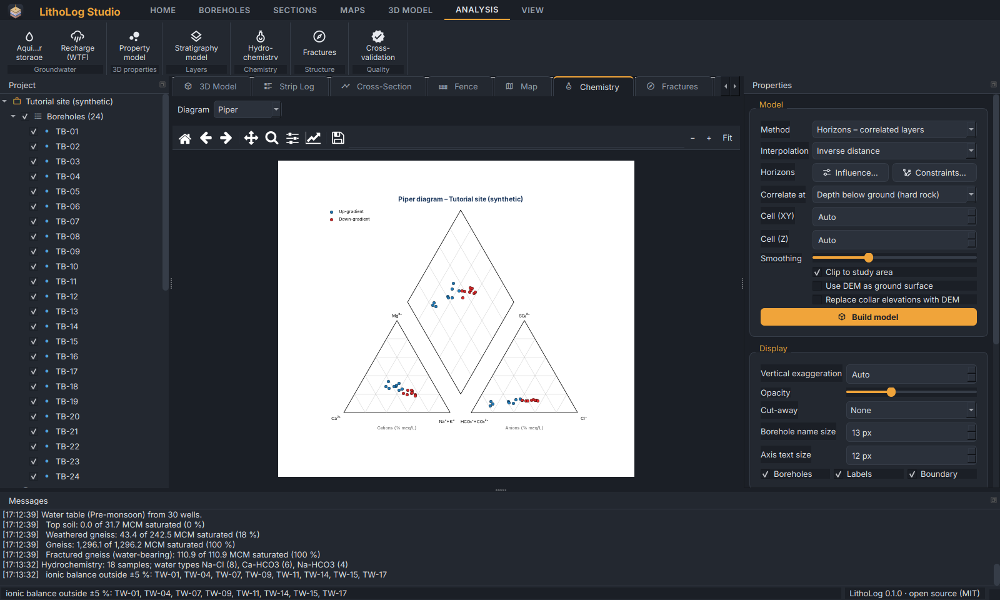 LithoLog Studio
HOME
BOREHOLES
SECTIONS
MAPS
3D MODEL
ANALYSIS
VIEW
Aqui...r storage
Recharge (WTF)
Groundwater
Property model
3D properties
Stratigraphy model
Layers
Hydro-chemistry
Chemistry
Fractures
Structure
Cross-validation
Quality
Project
Tutorial site (synthetic)
Boreholes (24)
TB-01
TB-02
TB-03
TB-04
TB-05
TB-06
TB-07
TB-08
TB-09
TB-10
TB-11
TB-12
TB-13
TB-14
TB-15
TB-16
TB-17
TB-18
TB-19
TB-20
TB-21
TB-22
TB-23
TB-24
3D Model
Strip Log
Cross-Section
Fence
Map
Chemistry
Fractures
Diagram
Piper
− + Fit
Piper diagram – Tutorial site (synthetic)
Up-gradient
Down-gradient
Mg²⁺
SO₄²⁻
Ca²⁺
Na⁺+K⁺
HCO₃⁻+CO₃²⁻
Cl⁻
Cations (% meq/L)
Anions (% meq/L)
Properties
Model
Method
Horizons – correlated layers
Interpolation
Inverse distance
Horizons
Influence...
Constraints...
Correlate at
Depth below ground (hard rock)
Cell (XY)
Auto
Cell (Z)
Auto
Smoothing
Clip to study area
Use DEM as ground surface
Replace collar elevations with DEM
Build model
Display
Vertical exaggeration
Auto
Opacity
Cut-away
None
Borehole name size
13 px
Axis text size
12 px
Boreholes
Labels
Boundary
Messages
[17:12:39] Water table (Pre-monsoon) from 30 wells.
[17:12:39] Top soil: 0.0 of 31.7 MCM saturated (0 %)
[17:12:39] Weathered gneiss: 43.4 of 242.5 MCM saturated (18 %)
[17:12:39] Gneiss: 1,296.1 of 1,296.2 MCM saturated (100 %)
[17:12:39] Fractured gneiss (water-bearing): 110.9 of 110.9 MCM saturated (100 %)
[17:13:32] Hydrochemistry: 18 samples; water types Na-Cl (8), Ca-HCO3 (6), Na-HCO3 (4)
[17:13:32] ionic balance outside ±5 %: TW-01, TW-04, TW-07, TW-09, TW-11, TW-14, TW-15, TW-17
ionic balance outside ±5 %: TW-01, TW-04, TW-07, TW-09, TW-11, TW-14, TW-15, TW-17
LithoLog 0.1.0 · open source (MIT)